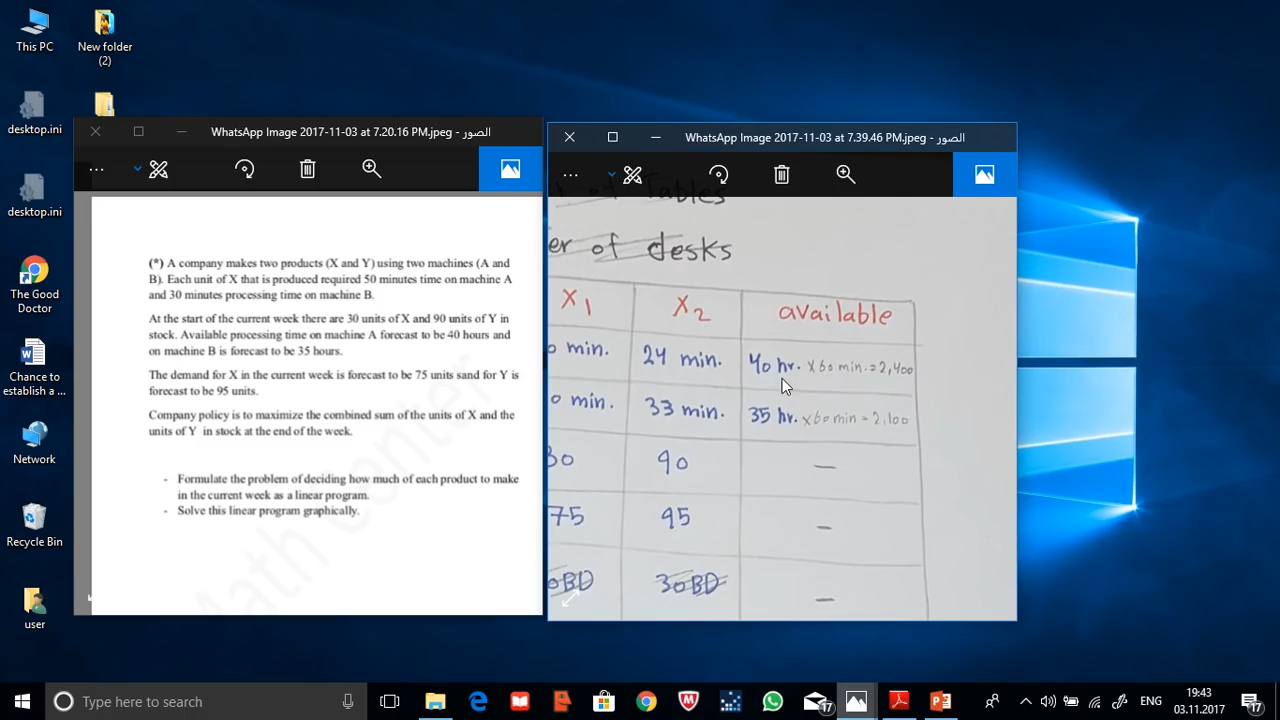 This PC
New folder
(2)
desktop.ini
desktop.ini
The Good
Doctor
Chance to
establish a ...
Network
Recycle Bin
user
WhatsApp Image 2017-11-03 at 7.20.16 PM.jpeg - الصور
(*) A company makes two products (X and Y) using two machines (A and
B). Each unit of X that is produced required 50 minutes time on machine A
and 30 minutes processing time on machine B.
At the start of the current week there are 30 units of X and 90 units of Y in
stock. Available processing time on machine A forecast to be 40 hours and
on machine B is forecast to be 35 hours.
The demand for X in the current week is forecast to be 75 units sand for Y is
forecast to be 95 units.
Company policy is to maximize the combined sum of the units of X and the
units of Y in stock at the end of the week.
- Formulate the problem of deciding how much of each product to make
in the current week as a linear program.
- Solve this linear program graphically.
Math Center
WhatsApp Image 2017-11-03 at 7.39.46 PM.jpeg - الصور
of Tables
er of desks
X1 X2 available
0 min. 24 min. 40 hr. x 60 min. = 2,400
0 min. 33 min. 35 hr. x 60 min = 2,100
30 90 —
75 95 —
0BD 30BD —
Type here to search
17
ENG
19:43
03.11.2017
17